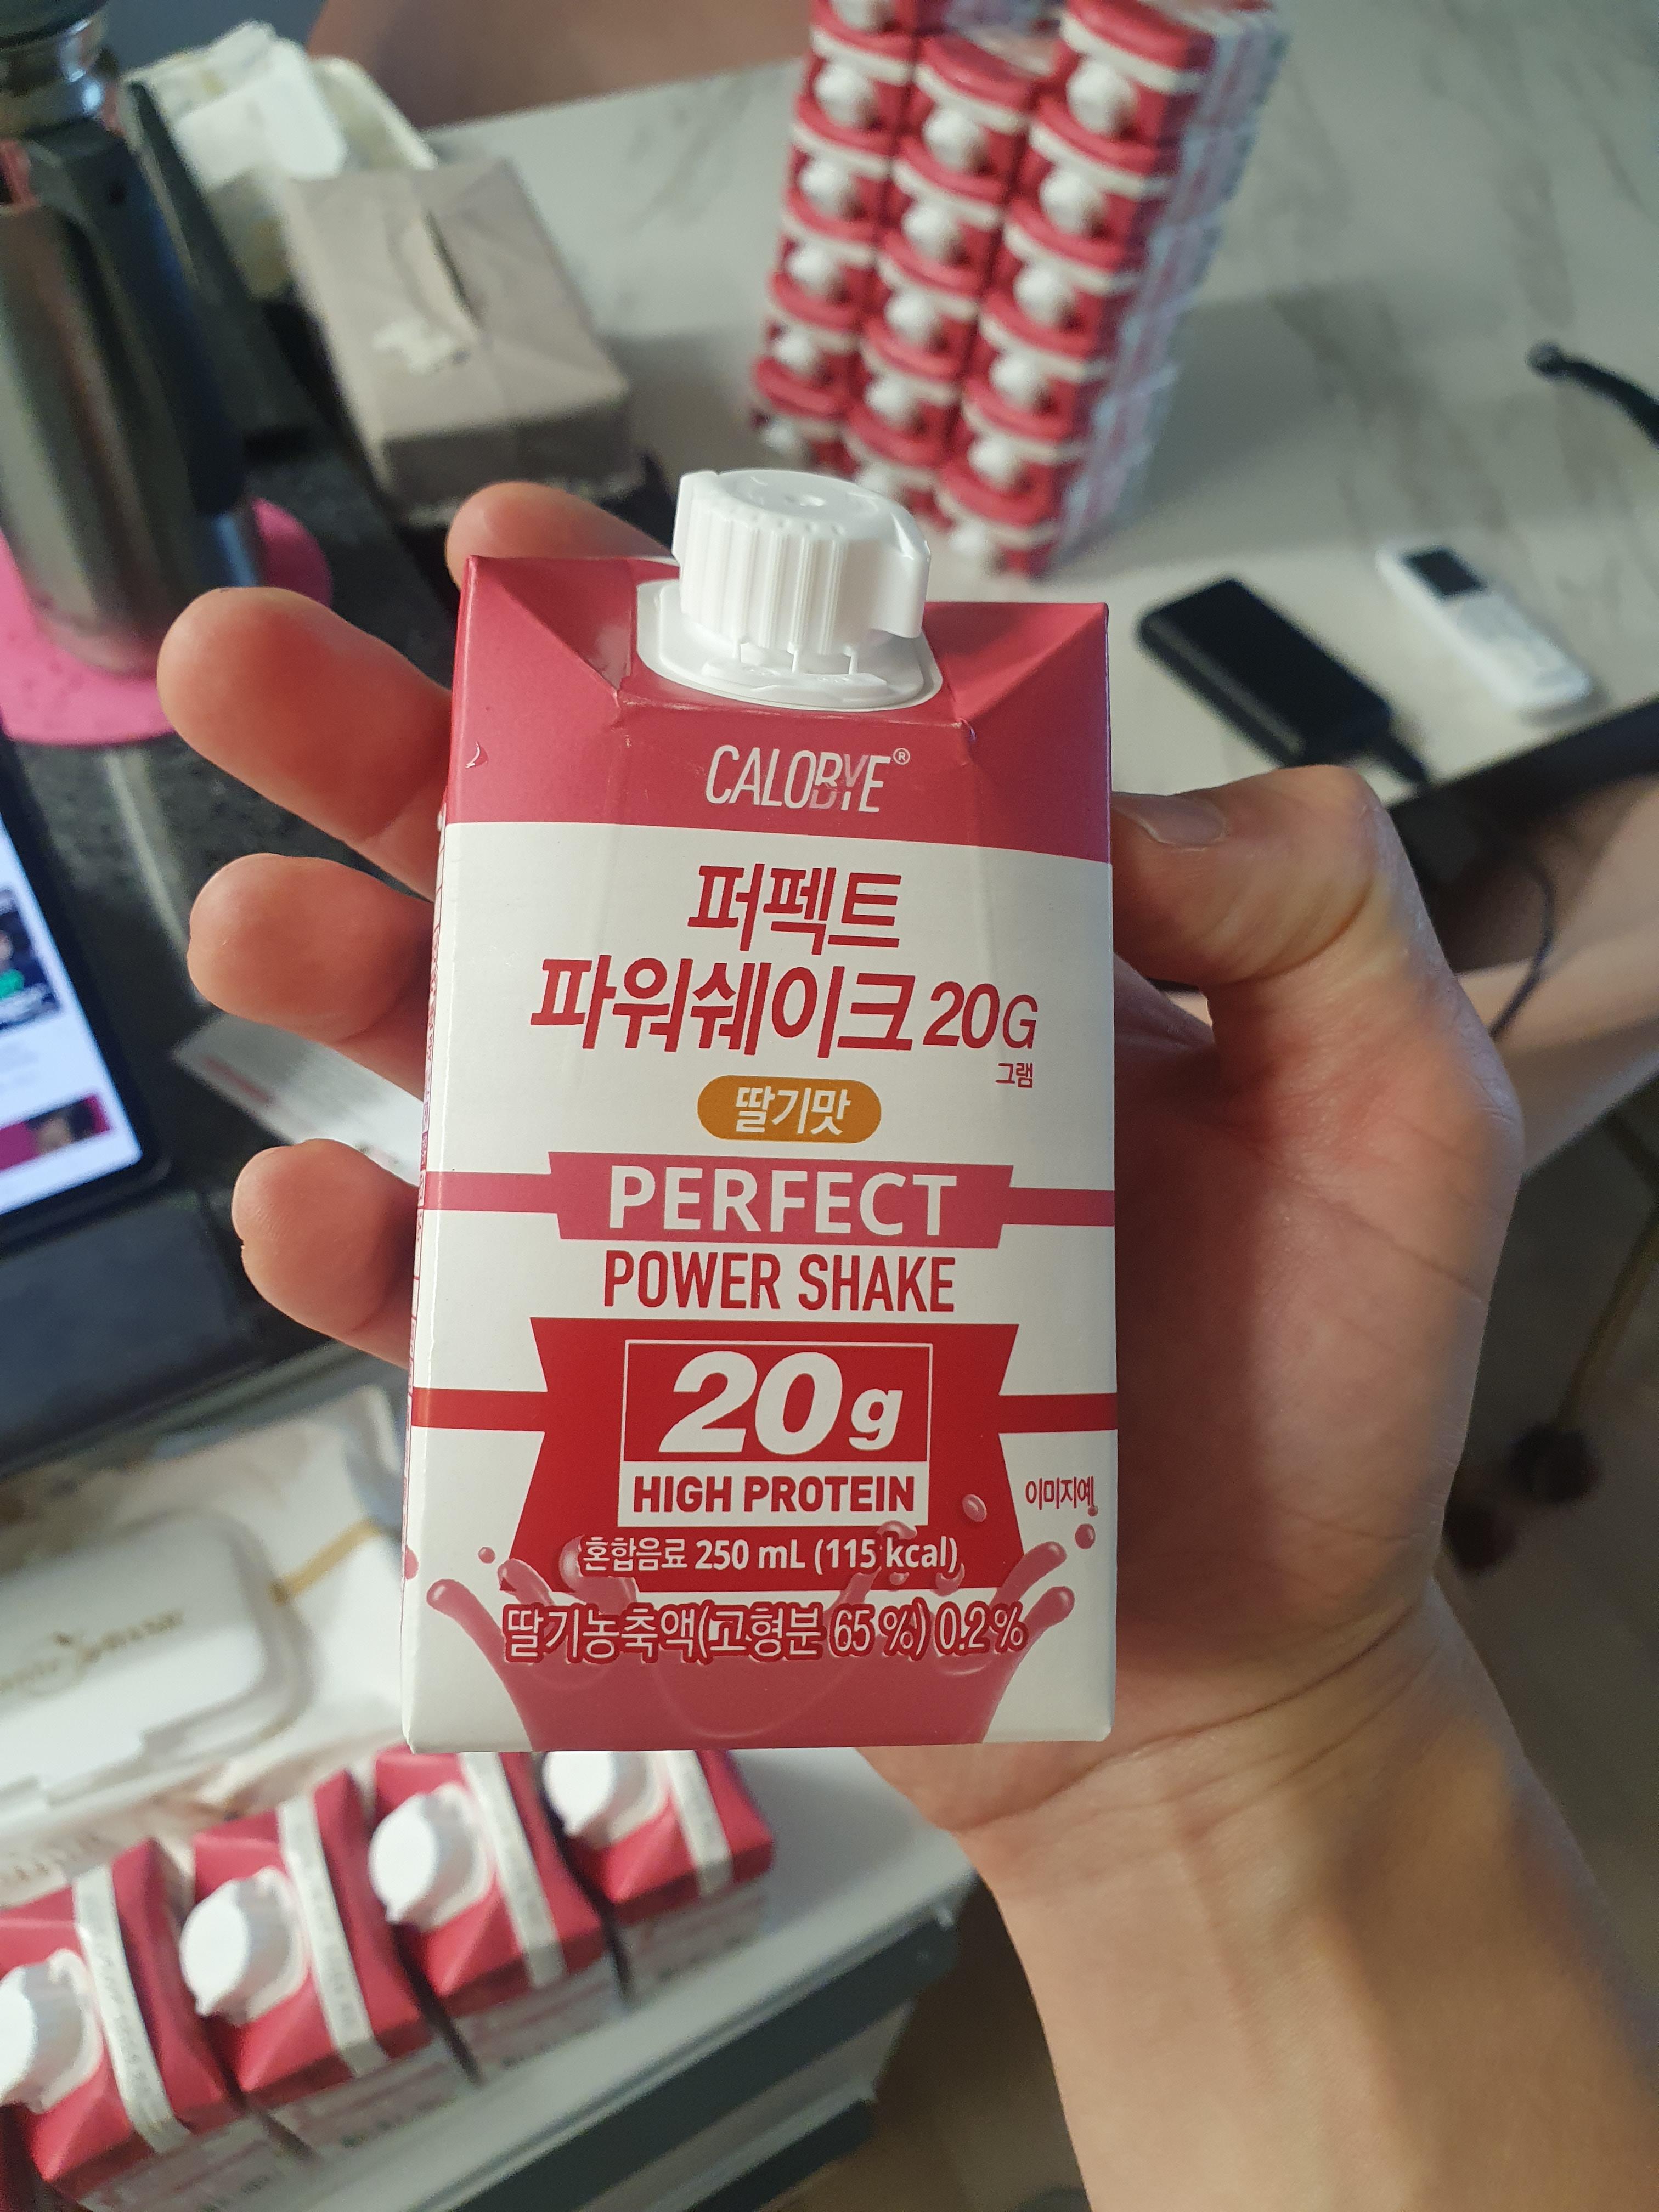 CALOBYE®
퍼펙트
파워쉐이크 20G
그램
딸기맛
PERFECT
POWER SHAKE
20g
HIGH PROTEIN
이미지예
혼합음료 250 mL (115 kcal)
딸기농축액(고형분 65 %) 0.2 %